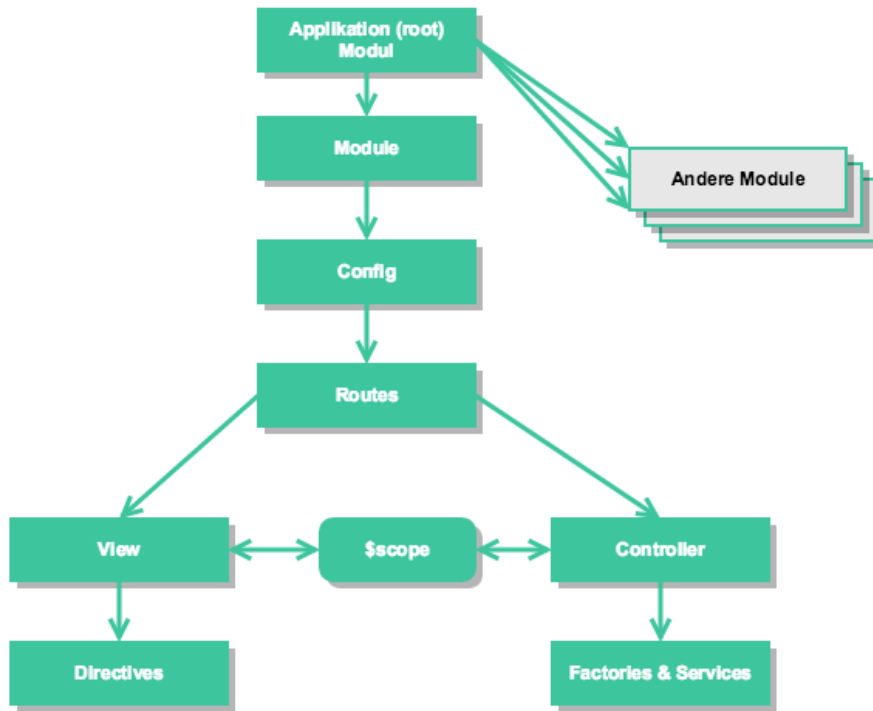 Applikation (root)
Modul
Module
Andere Module
Config
Routes
View
$scope
Controller
Directives
Factories & Services